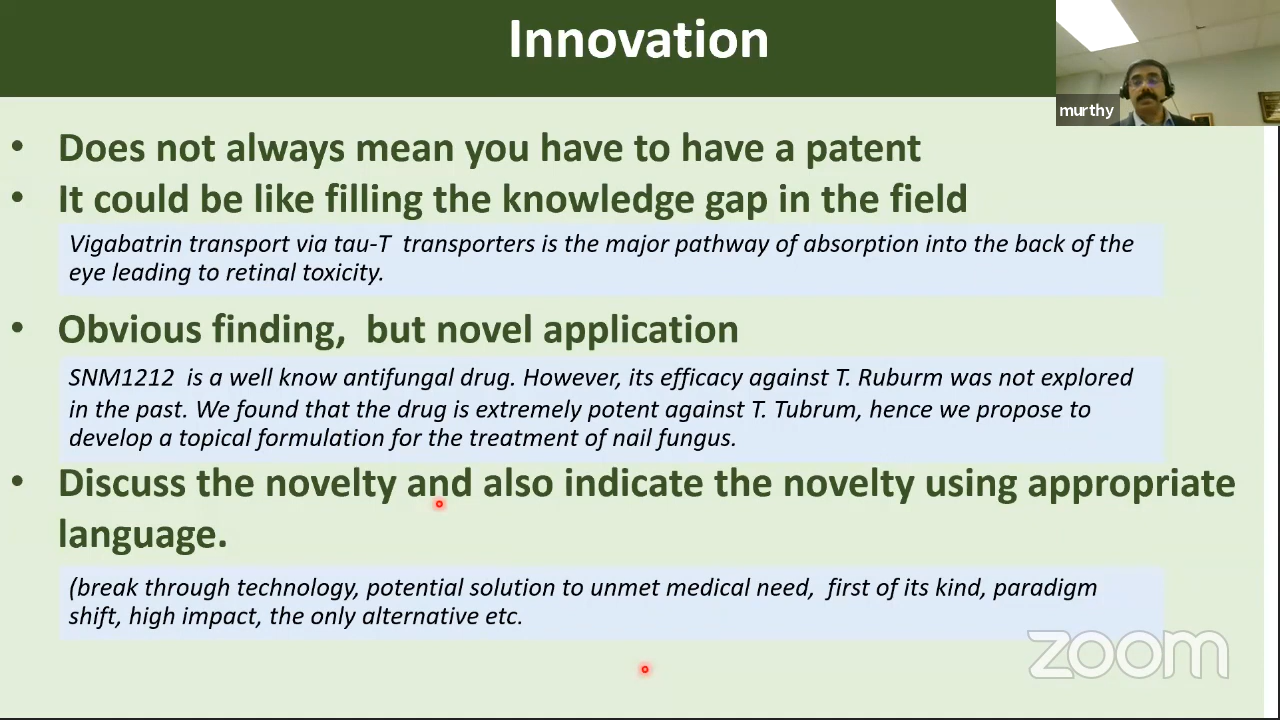 Innovation
murthy
• Does not always mean you have to have a patent
• It could be like filling the knowledge gap in the field
Vigabatrin transport via tau-T transporters is the major pathway of absorption into the back of the
eye leading to retinal toxicity.
• Obvious finding, but novel application
SNM1212 is a well know antifungal drug. However, its efficacy against T. Ruburm was not explored
in the past. We found that the drug is extremely potent against T. Tubrum, hence we propose to
develop a topical formulation for the treatment of nail fungus.
• Discuss the novelty and also indicate the novelty using appropriate
language.
(break through technology, potential solution to unmet medical need, first of its kind, paradigm
shift, high impact, the only alternative etc.
zoom